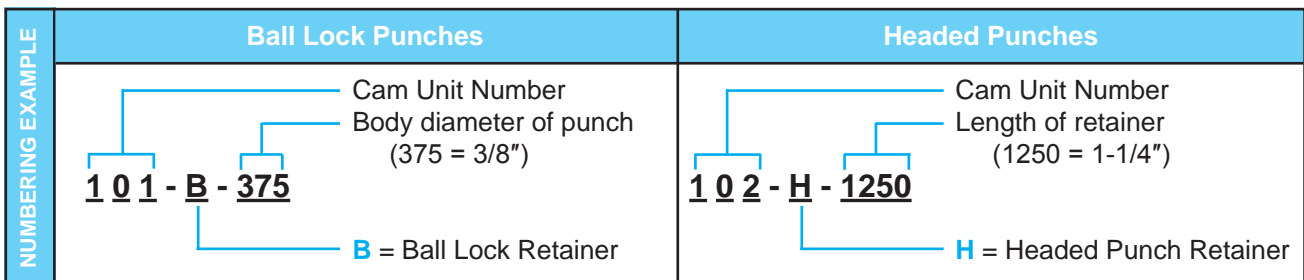 NUMBERING EXAMPLE
Ball Lock Punches
Cam Unit Number
Body diameter of punch
(375 = 3/8″)
1 0 1 - B - 375
B = Ball Lock Retainer
Headed Punches
Cam Unit Number
Length of retainer
(1250 = 1-1/4″)
1 0 2 - H - 1250
H = Headed Punch Retainer